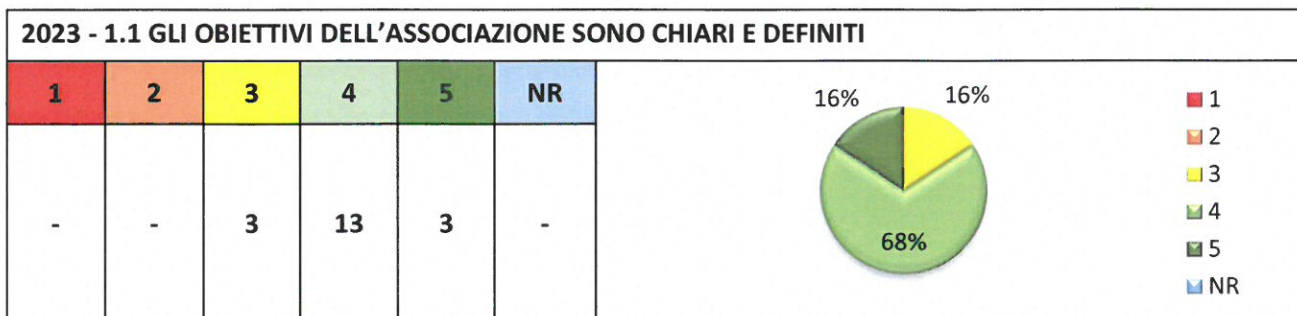 2023 - 1.1 GLI OBIETTIVI DELL'ASSOCIAZIONE SONO CHIARI E DEFINITI
1 2 3 4 5 NR
- - 3 13 3 -
16% 16%
68%
1
2
3
4
5
NR